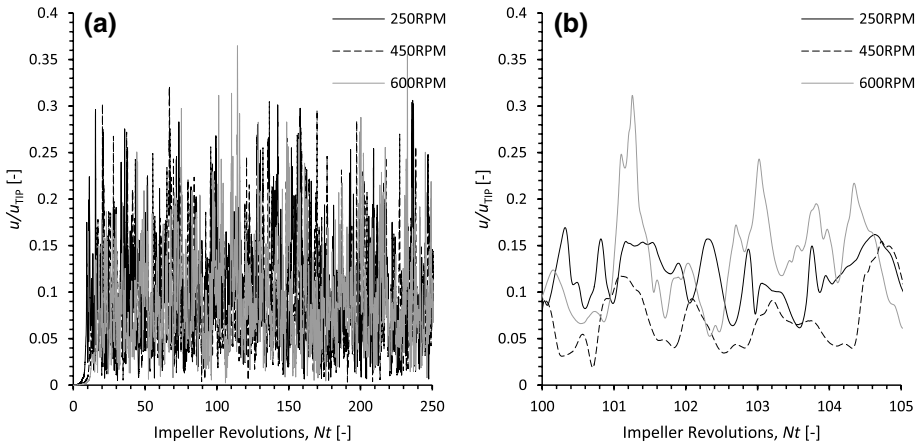 (a)
250RPM
450RPM
600RPM
0.4
0.35
0.3
0.25
0.2
0.15
0.1
0.05
0
u/uTIP [-]
0 50 100 150 200 250
Impeller Revolutions, Nt [-]
(b)
250RPM
450RPM
600RPM
0.4
0.35
0.3
0.25
0.2
0.15
0.1
0.05
0
u/uTIP [-]
100 101 102 103 104 105
Impeller Revolutions, Nt [-]